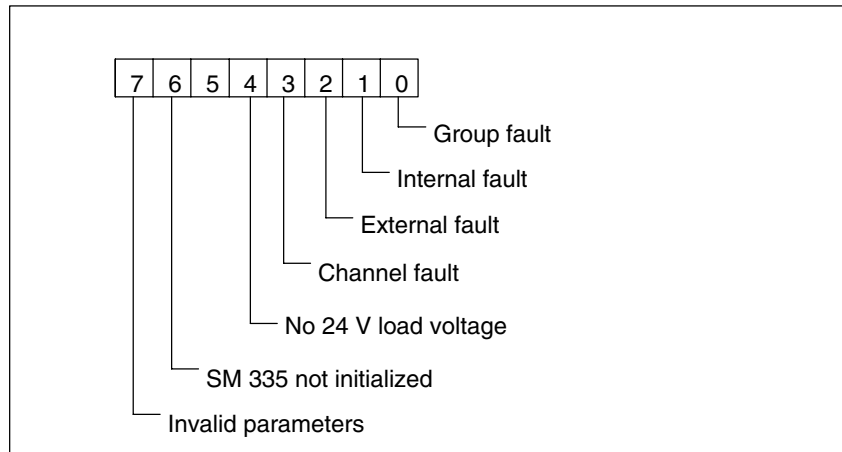 7 6 5 4 3 2 1 0
Group fault
Internal fault
External fault
Channel fault
No 24 V load voltage
SM 335 not initialized
Invalid parameters